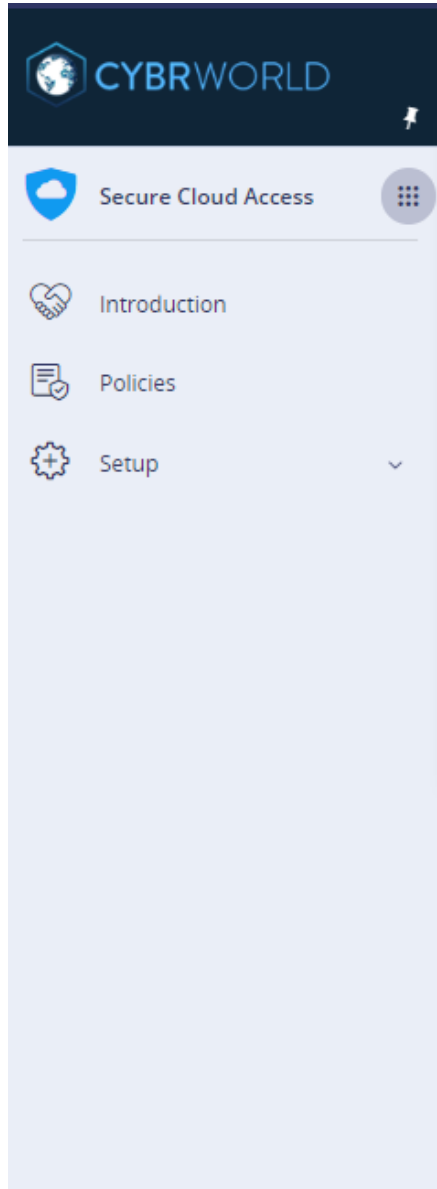 CYBRWORLD
Secure Cloud Access
Introduction
Policies
Setup